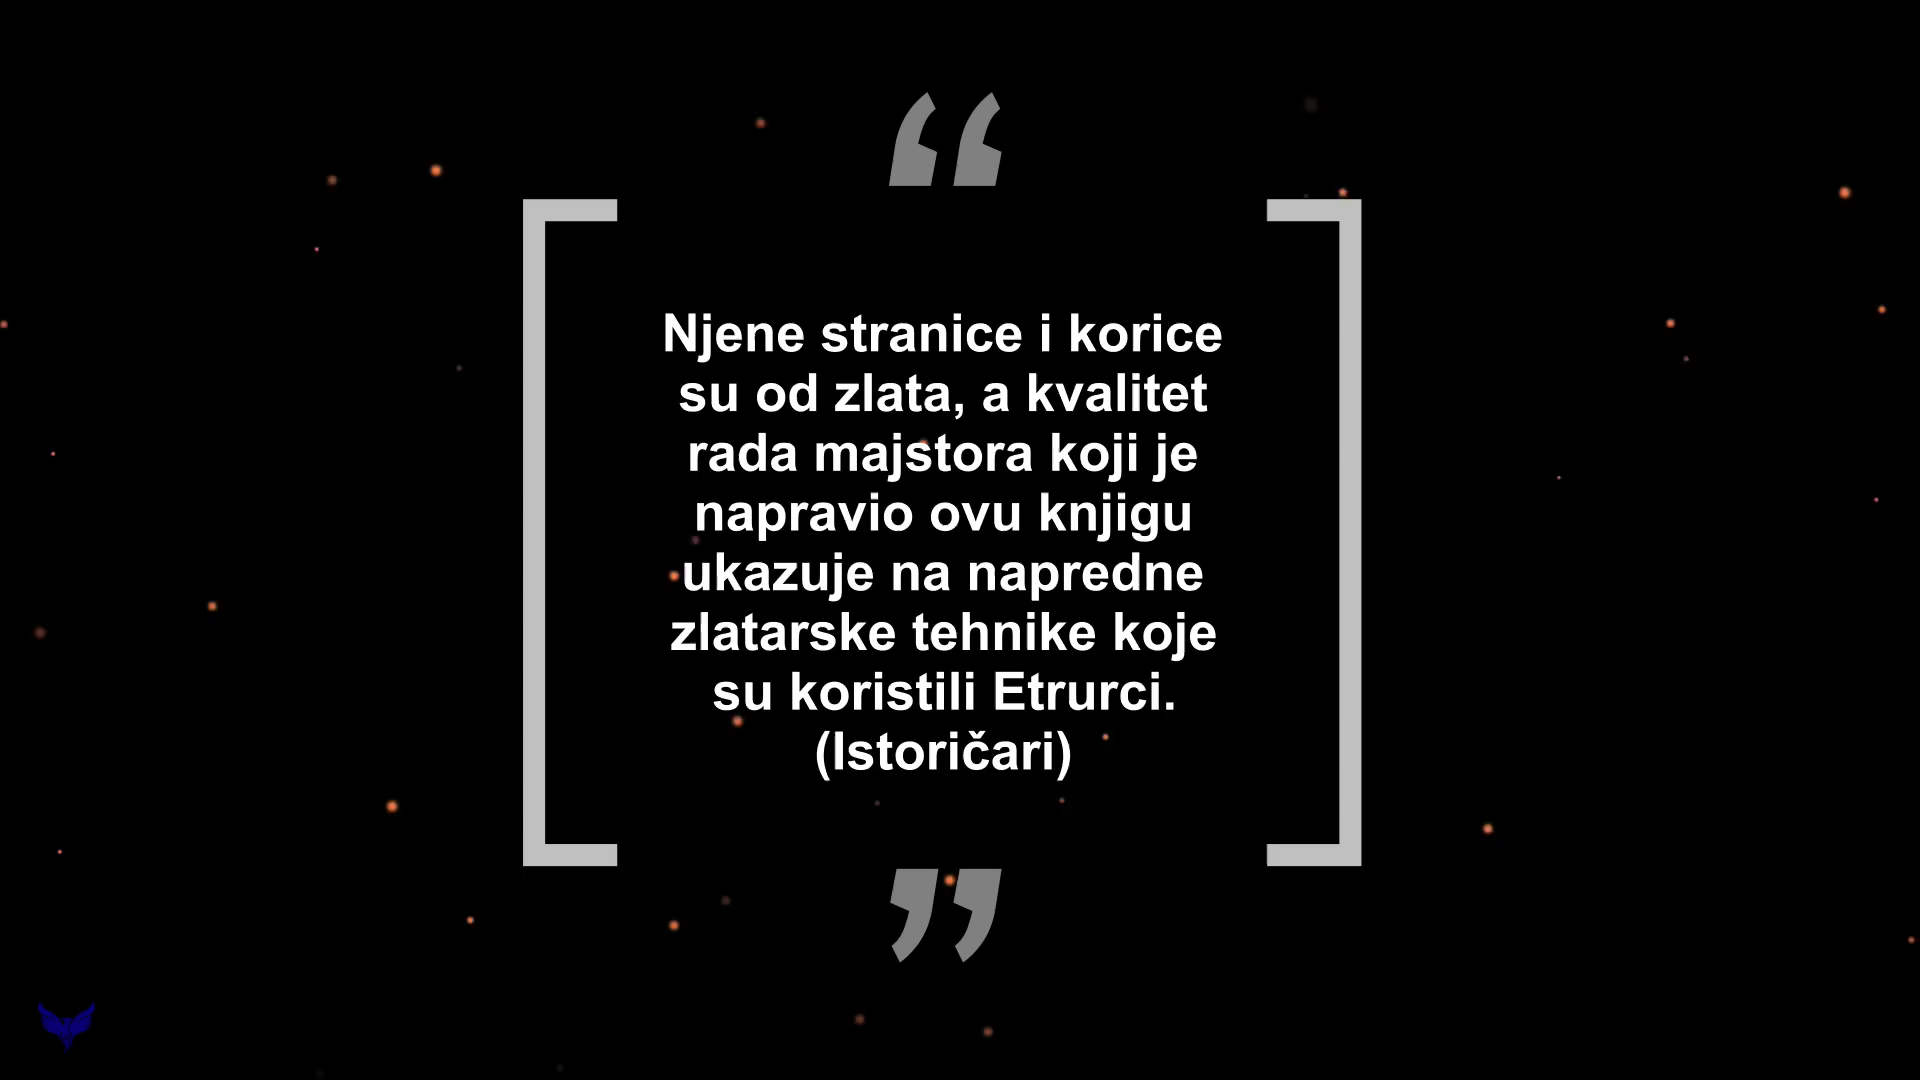 “
Njene stranice i korice
su od zlata, a kvalitet
rada majstora koji je
napravio ovu knjigu
ukazuje na napredne
zlatarske tehnike koje
su koristili Etrurci.
(Istoričari)
”